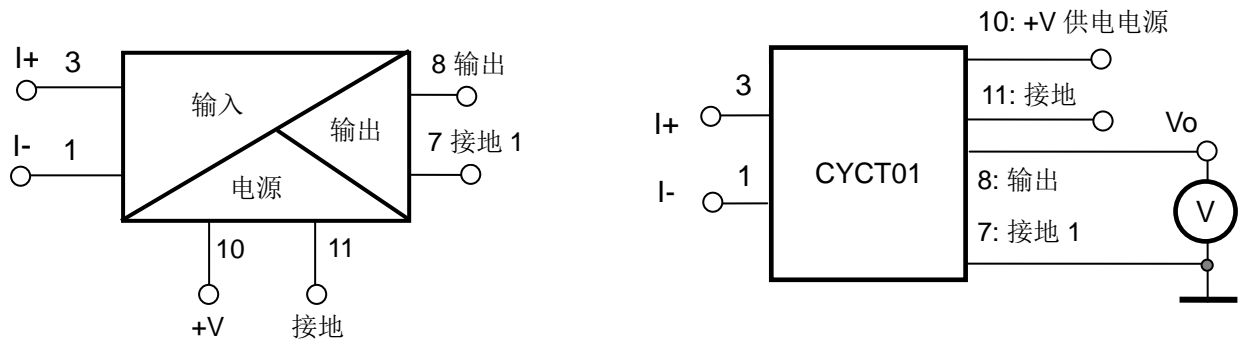 I+ 3
I- 1
输入
输出
电源
8 输出
7 接地 1
10
11
+V
接地
10: +V 供电电源
11: 接地
3
I+
1
I-
CYCT01
Vo
8: 输出
7: 接地 1
V